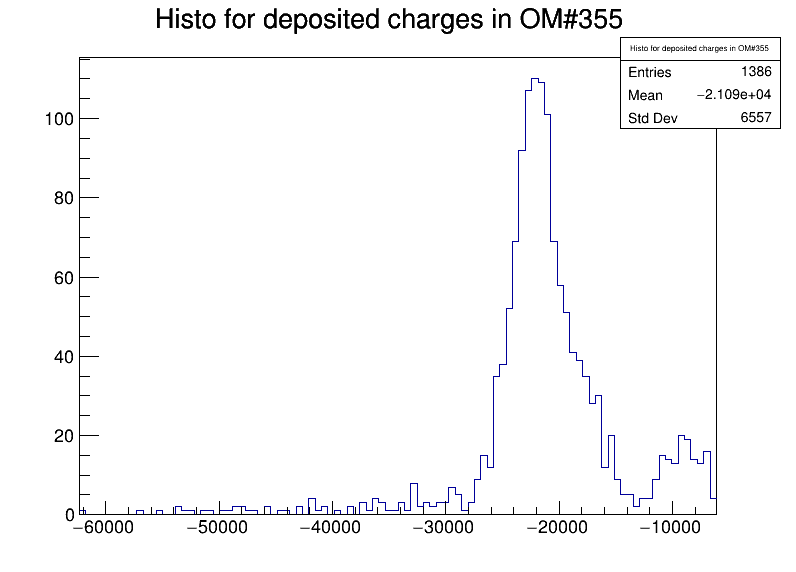 Histo for deposited charges in OM#355
Histo for deposited charges in OM#355
Entries 1386
Mean −2.109e+04
Std Dev 6557
100
80
60
40
20
0
−60000 −50000 −40000 −30000 −20000 −10000